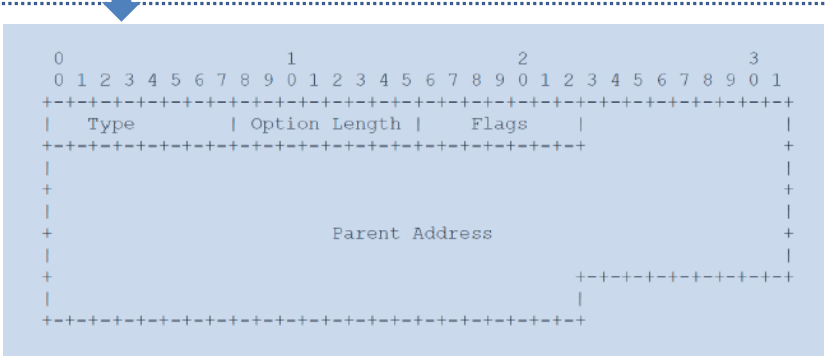 0                   1                   2                   3
0 1 2 3 4 5 6 7 8 9 0 1 2 3 4 5 6 7 8 9 0 1 2 3 4 5 6 7 8 9 0 1
+-+-+-+-+-+-+-+-+-+-+-+-+-+-+-+-+-+-+-+-+-+-+-+-+-+-+-+-+-+-+-+-+
|   Type        | Option Length |    Flags    |                 |
+-+-+-+-+-+-+-+-+-+-+-+-+-+-+-+-+-+-+-+-+-+-+-+                 +
|                                                               |
+                                                               +
|                                                               |
+                        Parent Address                         +
|                                                               |
+                                             +-+-+-+-+-+-+-+-+-+
|                                             |
+-+-+-+-+-+-+-+-+-+-+-+-+-+-+-+-+-+-+-+-+-+-+-+